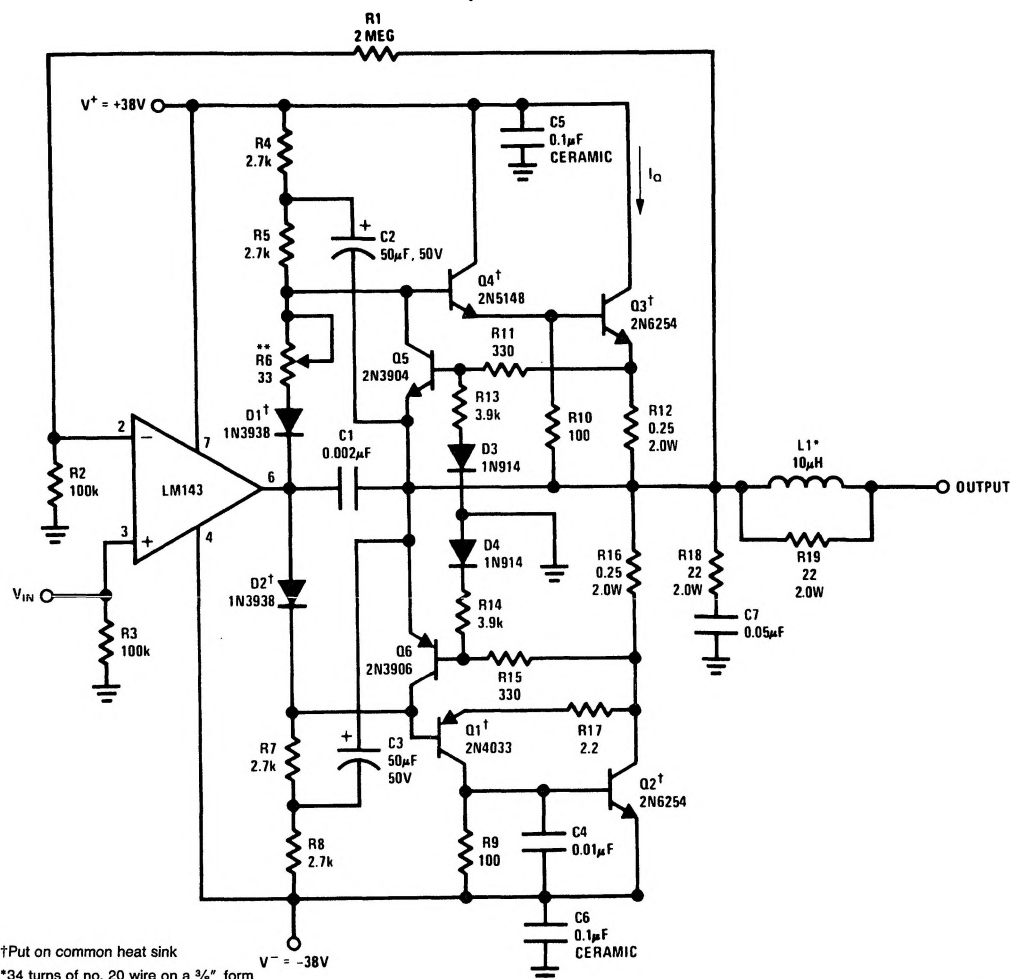 R1
2 MEG
V+ = +38V
R4
2.7k
C5
0.1μF
CERAMIC
IQ
R5
2.7k
+
C2
50μF, 50V
Q4†
2N5148
Q3†
2N6254
**
R6
33
Q5
2N3904
R11
330
D1†
1N3938
R13
3.9k
R10
100
R12
0.25
2.0W
C1
0.002μF
D3
1N914
L1*
10μH
2
−
7
R2
100k
LM143
6
OUTPUT
3
+
4
D4
1N914
R16
0.25
2.0W
R18
22
2.0W
R19
22
2.0W
VIN
D2†
1N3938
R14
3.9k
C7
0.05μF
R3
100k
Q6
2N3906
R15
330
Q1†
2N4033
R17
2.2
R7
2.7k
+
C3
50μF
50V
Q2†
2N6254
R8
2.7k
R9
100
C4
0.01μF
C6
0.1μF
CERAMIC
†Put on common heat sink
V− = −38V
*34 turns of no. 20 wire on a ⅜" form